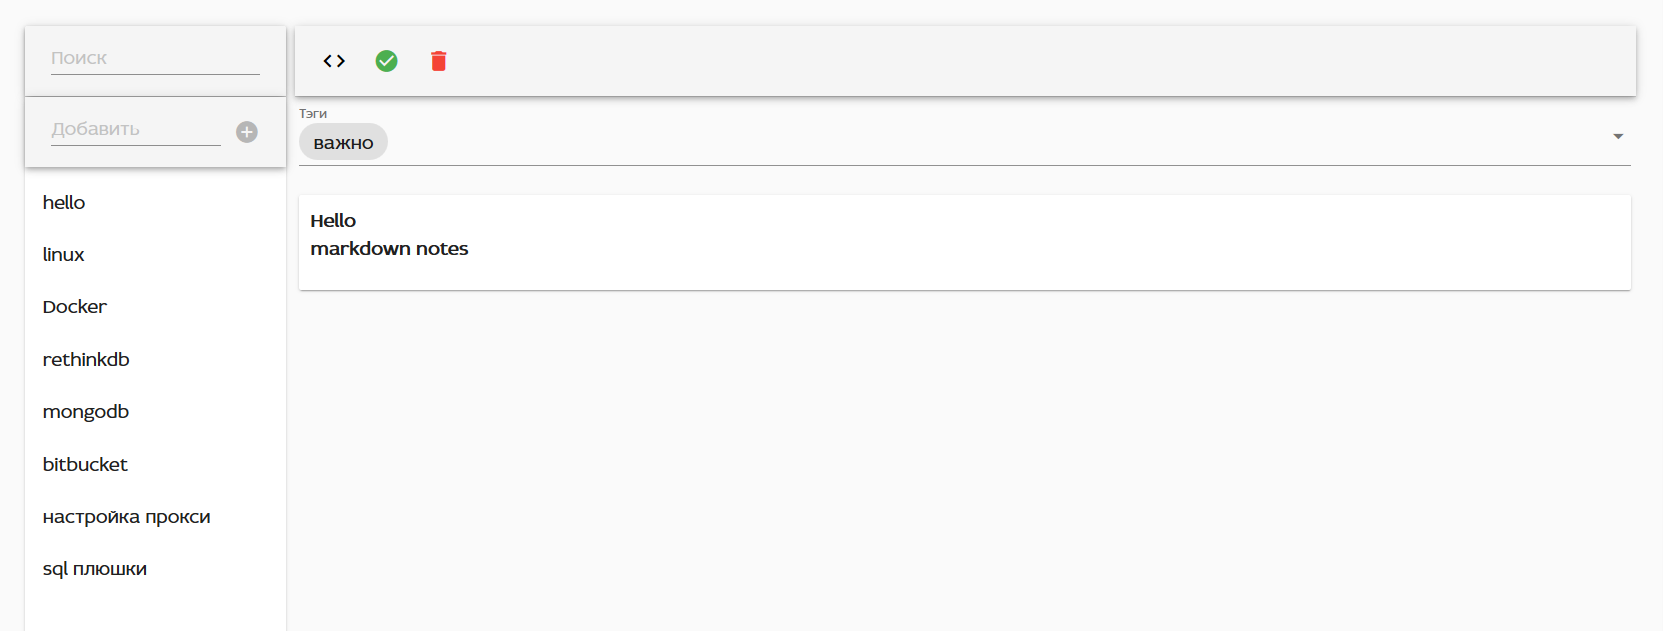 Поиск
Добавить
hello
linux
Docker
rethinkdb
mongodb
bitbucket
настройка прокси
sql плюшки
Тэги
важно
Hello
markdown notes